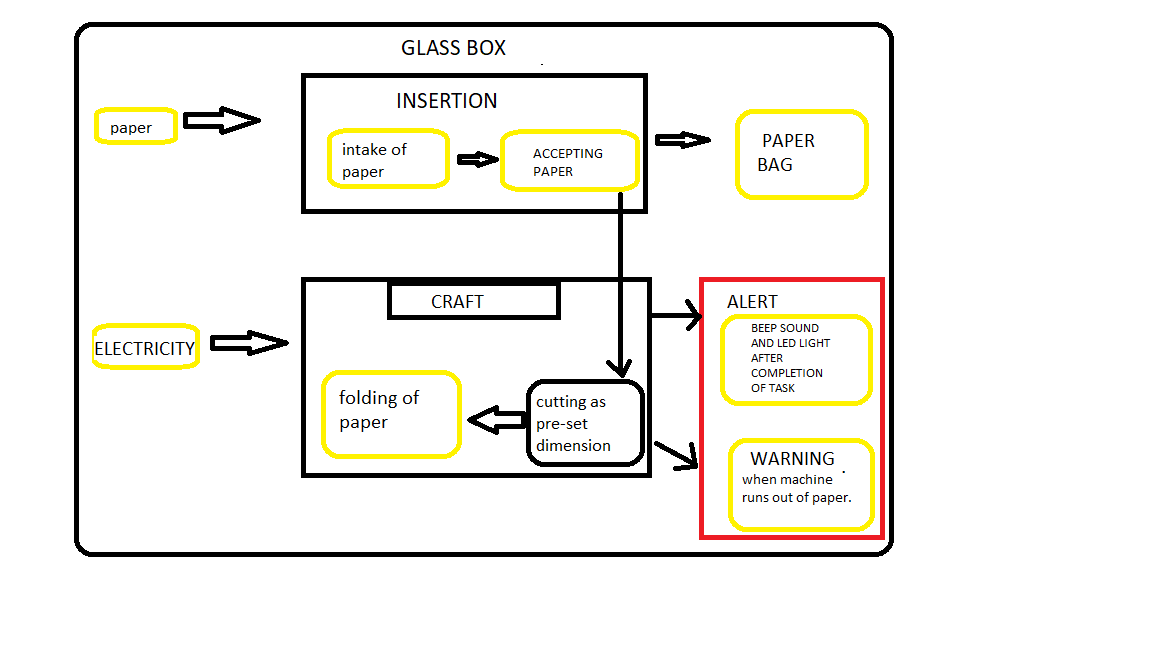 GLASS BOX
INSERTION
paper
intake of
paper
ACCEPTING
PAPER
PAPER
BAG
CRAFT
ELECTRICITY
folding of
paper
cutting as
pre-set
dimension
ALERT
BEEP SOUND
AND LED LIGHT
AFTER
COMPLETION
OF TASK
WARNING
when machine
runs out of paper.